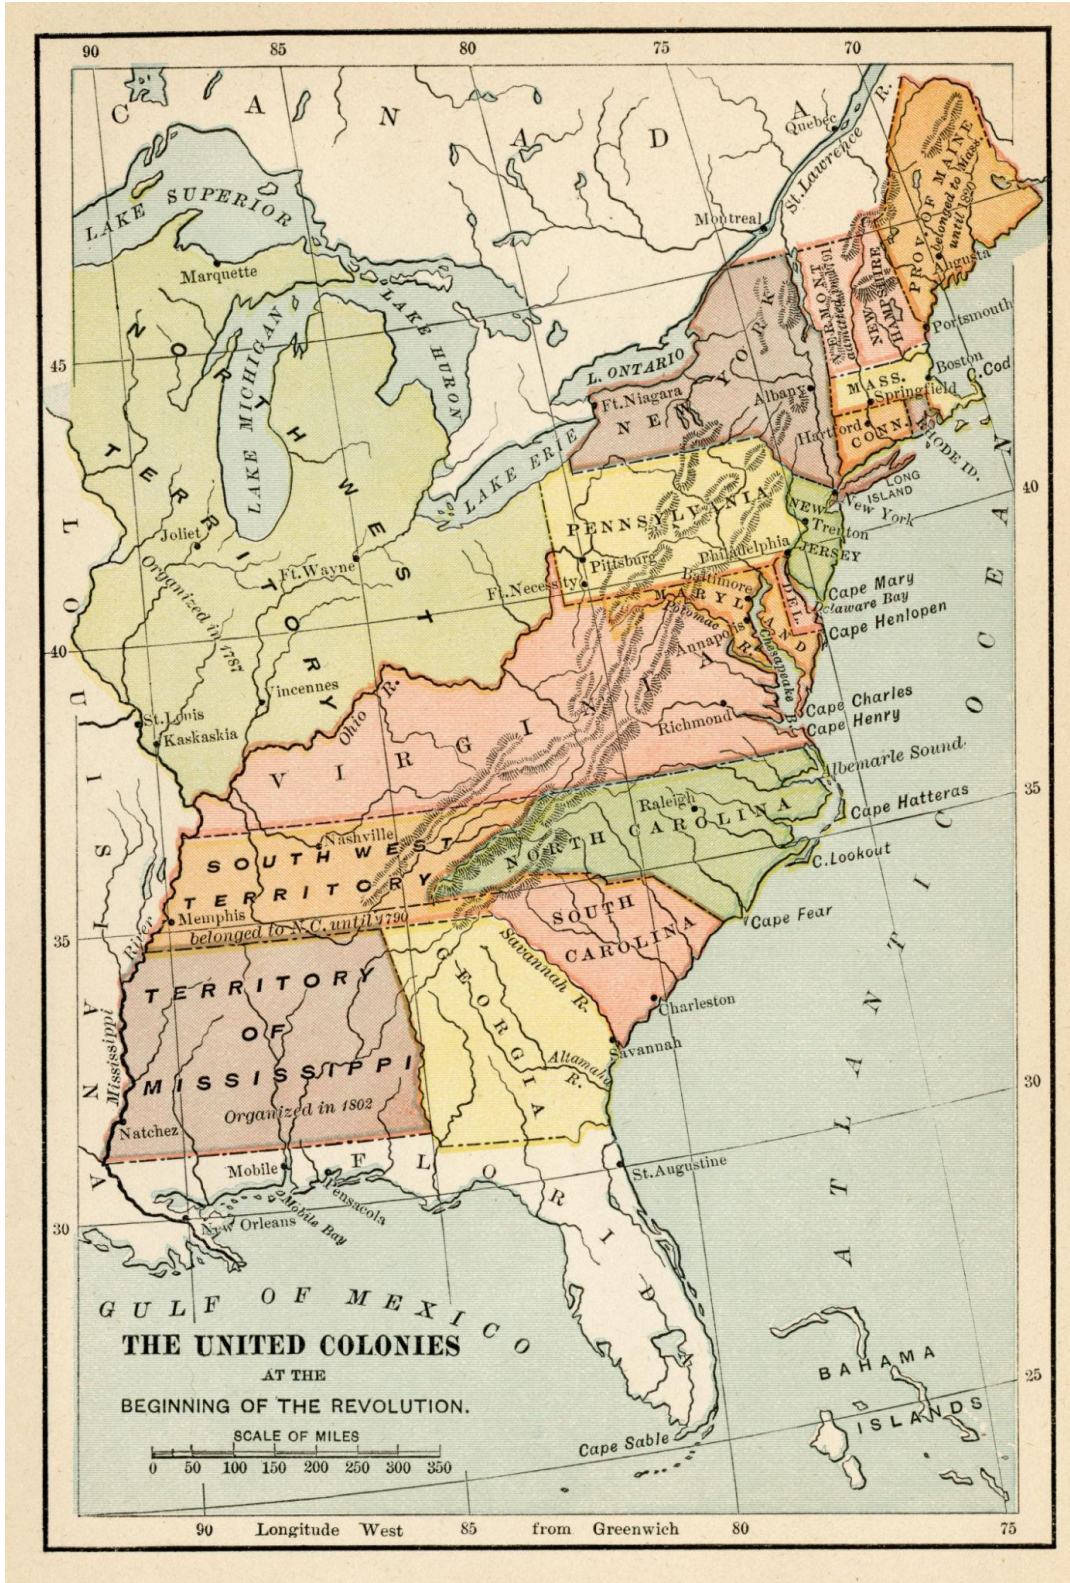 90 85 80 75 70
CANADA
Quebec
St. Lawrence R.
Montreal
LAKE SUPERIOR
Marquette
LAKE HURON
LAKE MICHIGAN
L. ONTARIO
LAKE ERIE
PROV. OF MAINE
belonged to Mass.
until 1820
Augusta
VERMONT
NEW HAMPSHIRE
Portsmouth
Boston
C. Cod
MASS.
Springfield
Hartford
CONN.
RHODE ID.
LONG
ISLAND
NEW YORK
Ft. Niagara
Albany
New York
45
NORTH WEST
TERRITORY
Organized in 1787
Joliet
Ft. Wayne
Vincennes
St. Louis
Kaskaskia
Ohio R.
PENNSYLVANIA
Pittsburg
Philadelphia
Ft. Necessity
NEW
JERSEY
Trenton
40
Baltimore
MARYLAND
DEL.
Potomac R.
Annapolis
Chesapeake B.
Cape Mary
Delaware Bay
Cape Henlopen
40
VIRGINIA
Richmond
Cape Charles
Cape Henry
Albemarle Sound
35
Cape Hatteras
C. Lookout
NORTH CAROLINA
Raleigh
Cape Fear
SOUTH WEST
TERRITORY
belonged to N.C. until 1790
Nashville
Memphis
35
SOUTH
CAROLINA
Charleston
Savannah R.
Savannah
GEORGIA
Altamaha
R.
TERRITORY
OF
MISSISSIPPI
Organized in 1802
Mississippi River
Natchez
LOUISIANA
ATLANTIC OCEAN
30
FLORIDA
Mobile
Pensacola
Mobile Bay
New Orleans
St. Augustine
30
GULF OF MEXICO
BAHAMA
ISLANDS
25
Cape Sable
THE UNITED COLONIES
AT THE
BEGINNING OF THE REVOLUTION.
SCALE OF MILES
0 50 100 150 200 250 300 350
90 Longitude West 85 from Greenwich 80 75